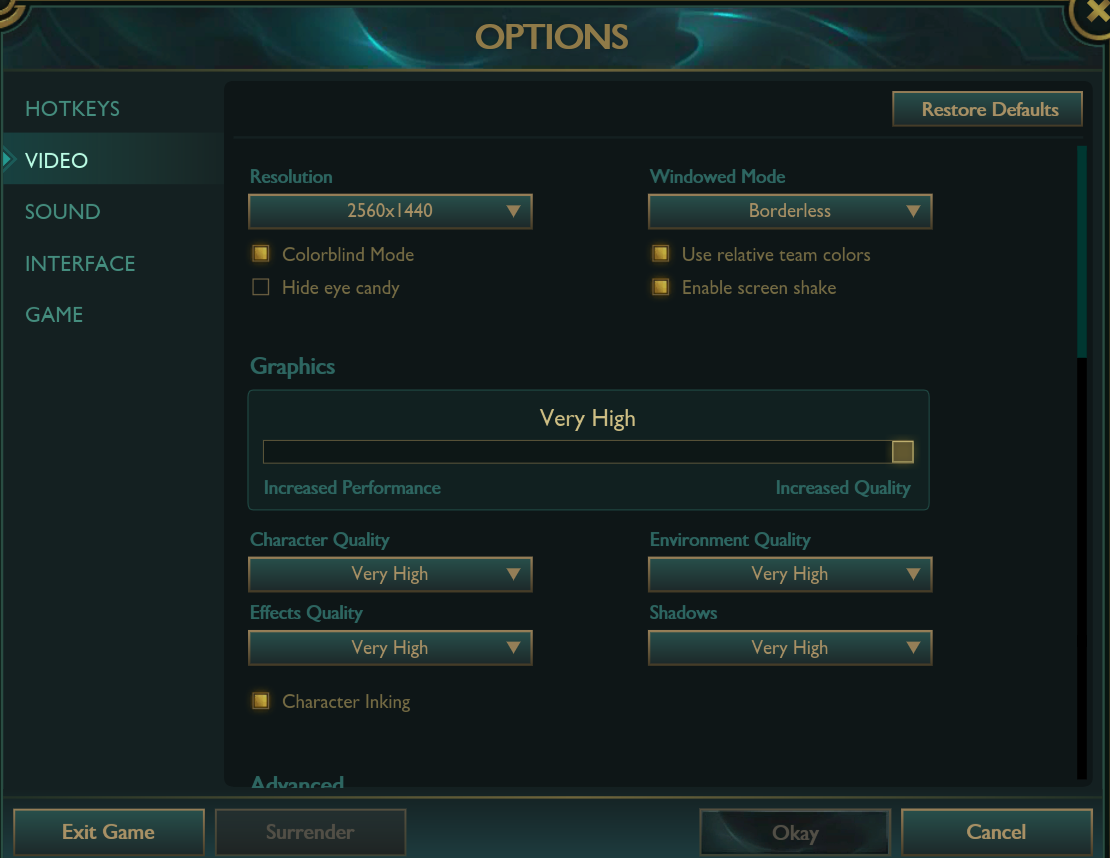 OPTIONS
HOTKEYS
VIDEO
SOUND
INTERFACE
GAME
Restore Defaults
Resolution
2560x1440
Windowed Mode
Borderless
Colorblind Mode
Use relative team colors
Hide eye candy
Enable screen shake
Graphics
Very High
Increased Performance
Increased Quality
Character Quality
Very High
Environment Quality
Very High
Effects Quality
Very High
Shadows
Very High
Character Inking
Advanced
Exit Game
Surrender
Okay
Cancel